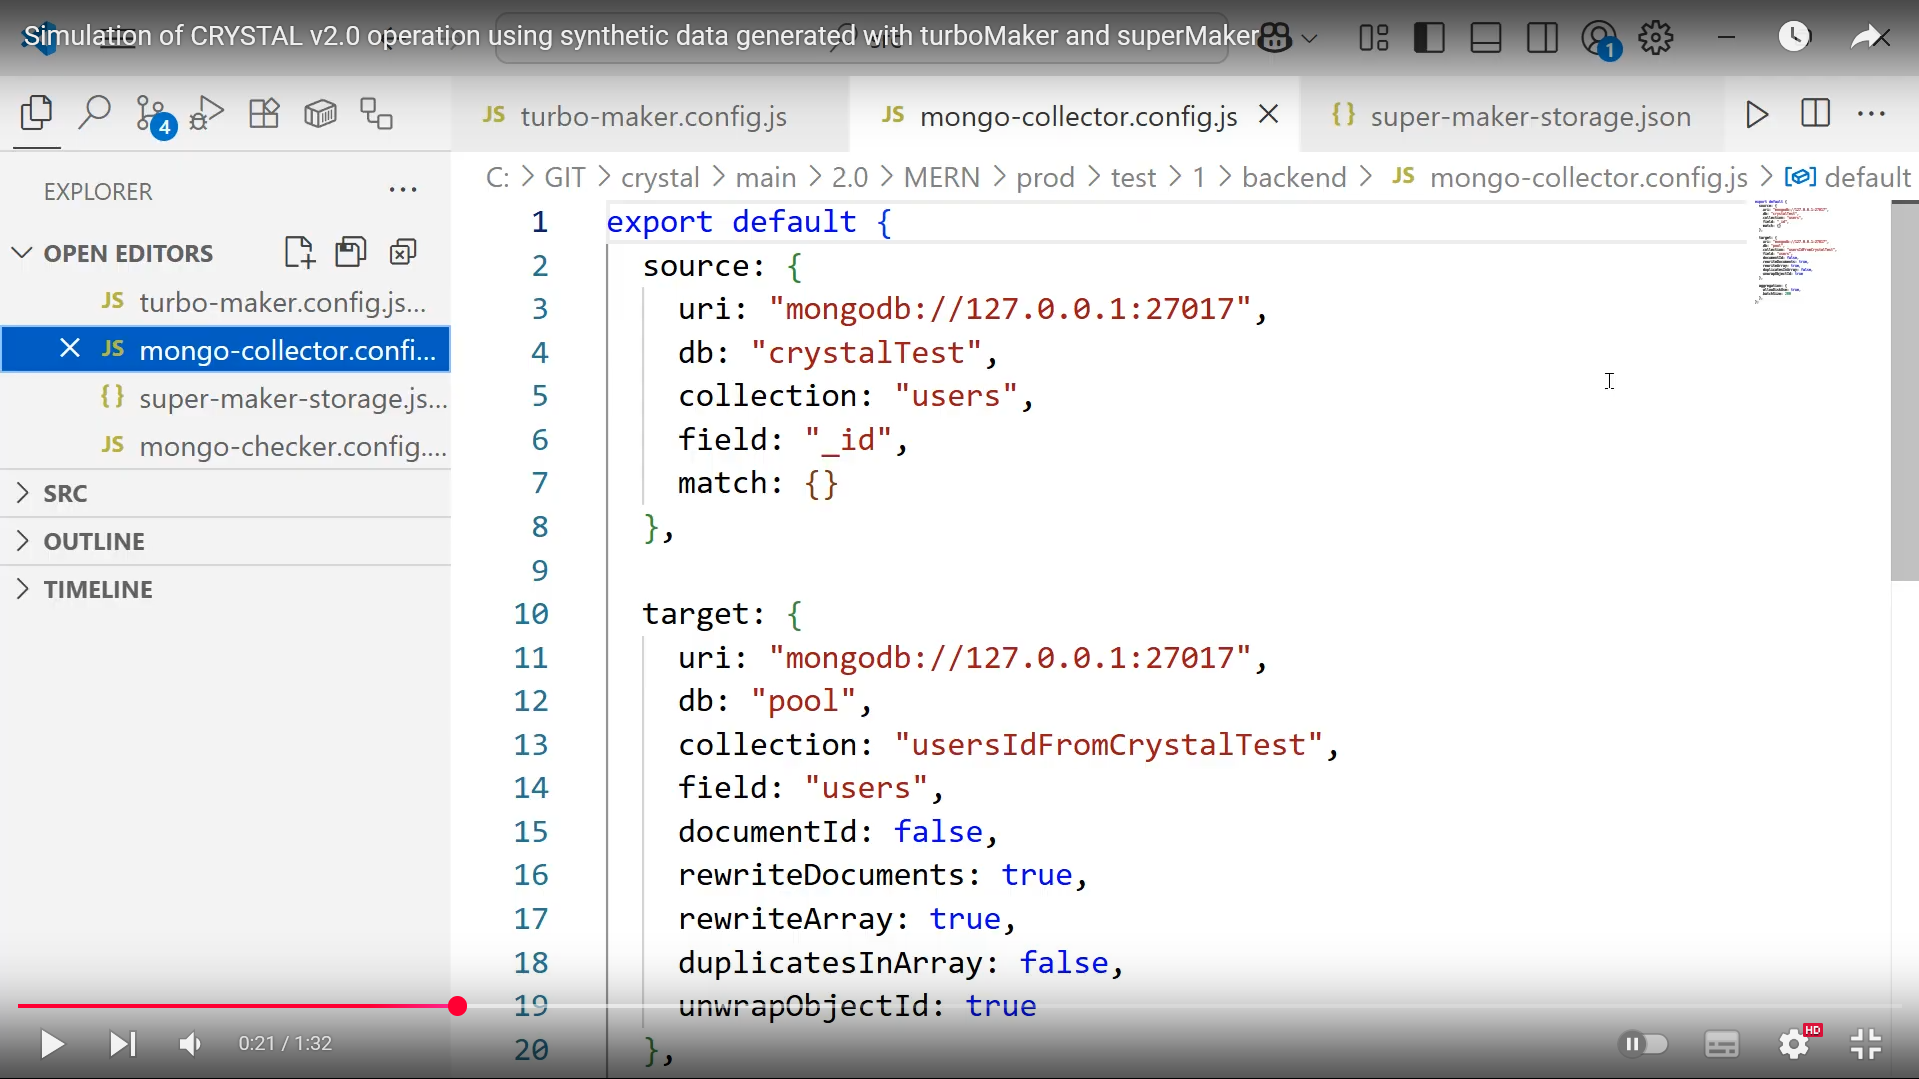 Simulation of CRYSTAL v2.0 operation using synthetic data generated with turboMaker and superMaker
1
4
JS turbo-maker.config.js
JS mongo-collector.config.js
{} super-maker-storage.json
EXPLORER
C: > GIT > crystal > main > 2.0 > MERN > prod > test > 1 > backend > JS mongo-collector.config.js > default
OPEN EDITORS
JS turbo-maker.config.js...
JS mongo-collector.confi...
{} super-maker-storage.js...
JS mongo-checker.config....
SRC
OUTLINE
TIMELINE
1 export default {
2 source: {
3 uri: "mongodb://127.0.0.1:27017",
4 db: "crystalTest",
5 collection: "users",
6 field: "_id",
7 match: {}
8 },
9
10 target: {
11 uri: "mongodb://127.0.0.1:27017",
12 db: "pool",
13 collection: "usersIdFromCrystalTest",
14 field: "users",
15 documentId: false,
16 rewriteDocuments: true,
17 rewriteArray: true,
18 duplicatesInArray: false,
19 unwrapObjectId: true
20 },
0:21 / 1:32
HD